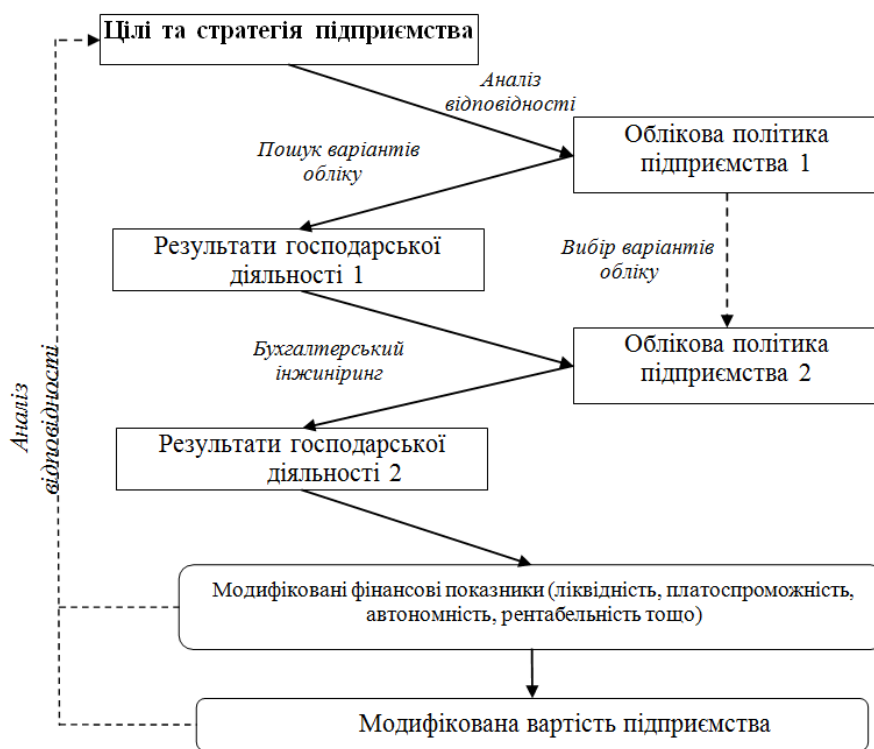 Цілі та стратегія підприємства
Аналіз
відповідності
Облікова політика
підприємства 1
Пошук варіантів
обліку
Результати господарської
діяльності 1
Вибір варіантів
обліку
Облікова політика
підприємства 2
Бухгалтерський
інжиніринг
Аналіз
відповідності
Результати господарської
діяльності 2
Модифіковані фінансові показники (ліквідність, платоспроможність,
автономність, рентабельність тощо)
Модифікована вартість підприємства